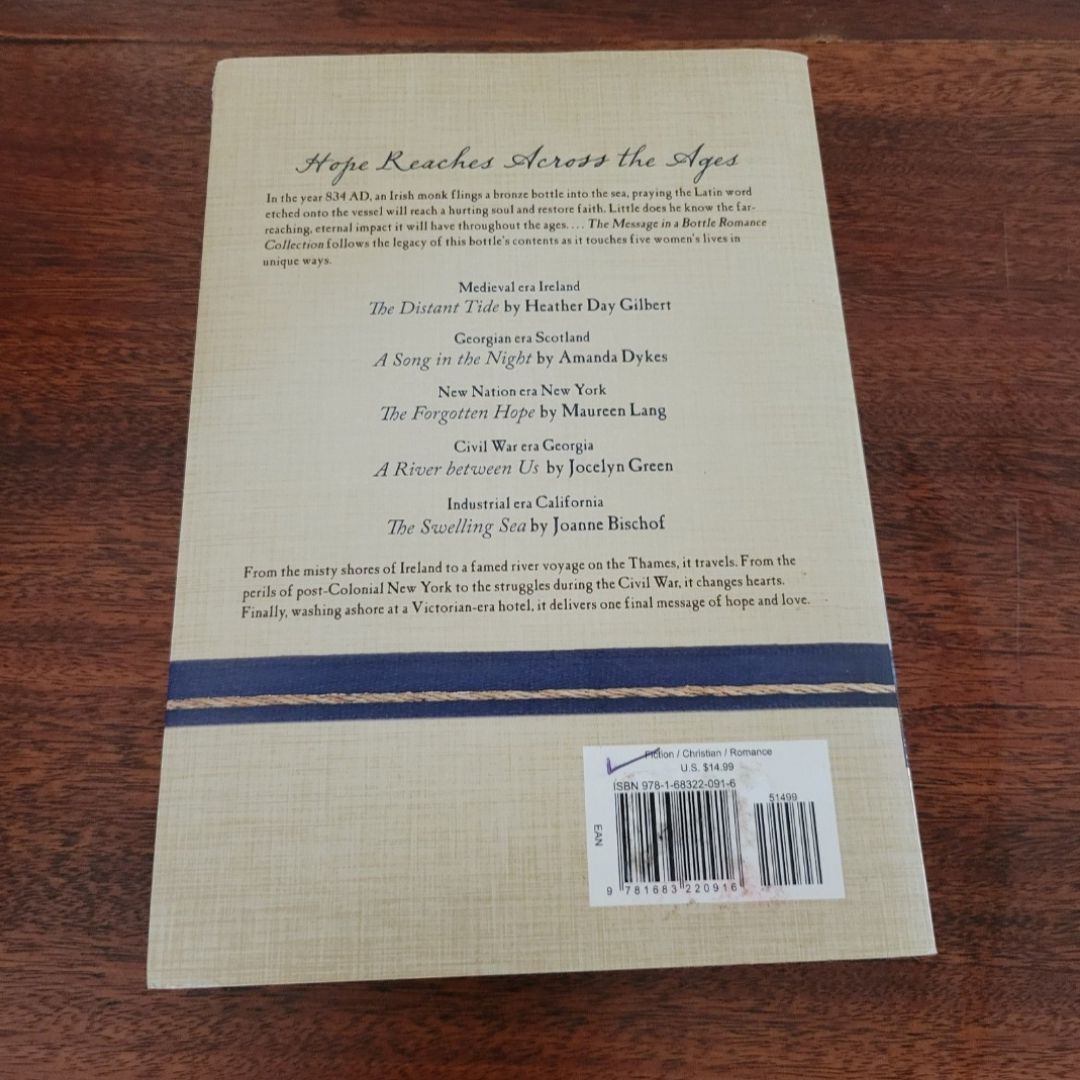 Hope Reaches Across the Ages
In the year 834 AD, an Irish monk flings a bronze bottle into the sea, praying the Latin word
etched onto the vessel will reach a hurting soul and restore faith. Little does he know the far-
reaching, eternal impact it will have throughout the ages. . . . The Message in a Bottle Romance
Collection follows the legacy of this bottle's contents as it touches five women's lives in
unique ways.
Medieval era Ireland
The Distant Tide by Heather Day Gilbert
Georgian era Scotland
A Song in the Night by Amanda Dykes
New Nation era New York
The Forgotten Hope by Maureen Lang
Civil War era Georgia
A River between Us by Jocelyn Green
Industrial era California
The Swelling Sea by Joanne Bischof
From the misty shores of Ireland to a famed river voyage on the Thames, it travels. From the
perils of post-Colonial New York to the struggles during the Civil War, it changes hearts.
Finally, washing ashore at a Victorian-era hotel, it delivers one final message of hope and love.
Fiction / Christian / Romance
U.S. $14.99
ISBN 978-1-68322-091-6
51499
EAN
9 781683 220916